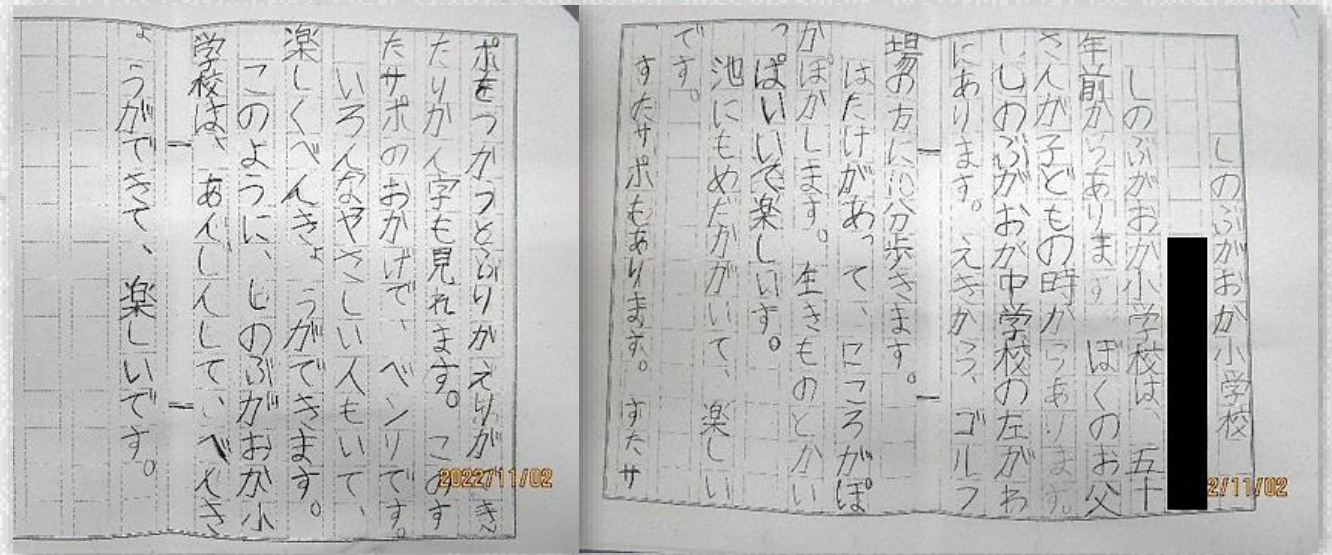 しのぶがおか小学校
しのぶがおか小学校は、五十
年前からあります。ぼくのお父
さんが子どもの時からあります。
しのぶがおか中学校の左がわ
にあります。えきから、ゴルフ
場の方に10分歩きます。
はたけがあって、にころがぽ
かぽかします。生きものとかい
っぱいいて楽しいす。
池にもめだかがいて、楽しい
です。
すたサポもあります。すたサ
ポをつかうとふりがえりができ
たりかん字も見れます。このす
たサポのおかげで、ベンリです。
いろんなやさしい人もいて、
楽しくべんきょうができます。
このように、しのぶがおか小
学校は、あんしんしてべんき
ょうができて、楽しいです。
2022/11/02
2/11/02